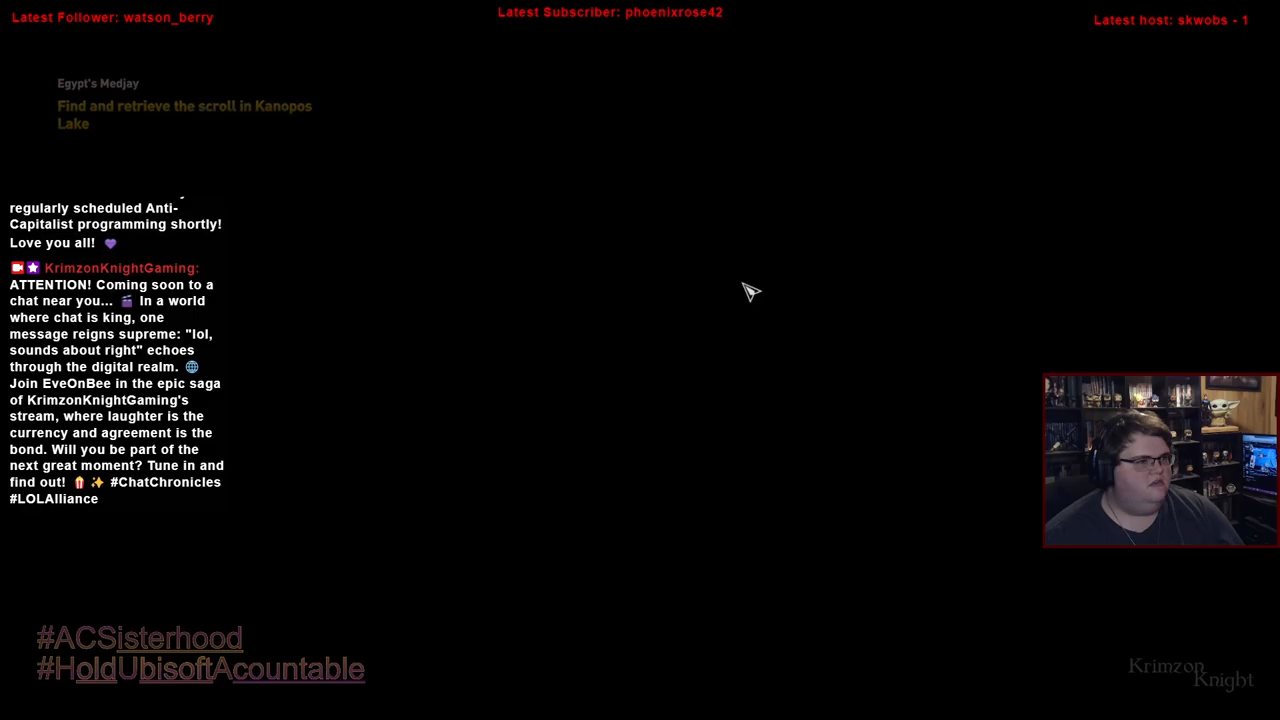 Latest Follower: watson_berry
Latest Subscriber: phoenixrose42
Latest host: skwobs - 1
Egypt's Medjay
Find and retrieve the scroll in Kanopos
Lake
regularly scheduled Anti-
Capitalist programming shortly!
Love you all! 💜
KrimzonKnightGaming:
ATTENTION! Coming soon to a
chat near you... 🎬 In a world
where chat is king, one
message reigns supreme: "lol,
sounds about right" echoes
through the digital realm. 🌐
Join EveOnBee in the epic saga
of KrimzonKnightGaming's
stream, where laughter is the
currency and agreement is the
bond. Will you be part of the
next great moment? Tune in and
find out! 🍿 ✨ #ChatChronicles
#LOLAlliance
#ACSisterhood
#HoldUbisoftAcountable
Krimzon
Knight